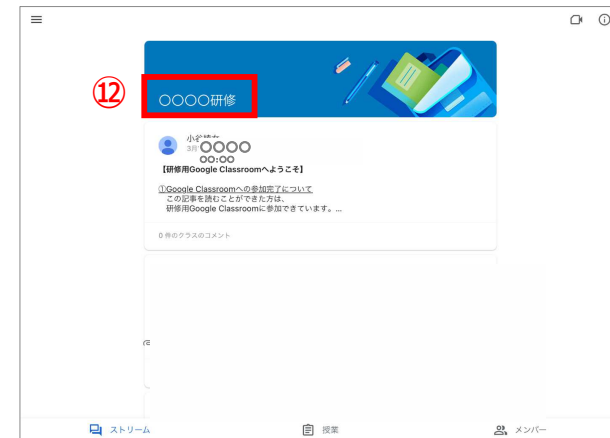 ⑫
○○○○研修
○○○○
3月
○○:○○
【研修用Google Classroomへようこそ】
①Google Classroomへの参加完了について
この記事を読むことができた方は、
研修用Google Classroomに参加できています。...
0 件のクラスのコメント
ストリーム
授業
メンバー